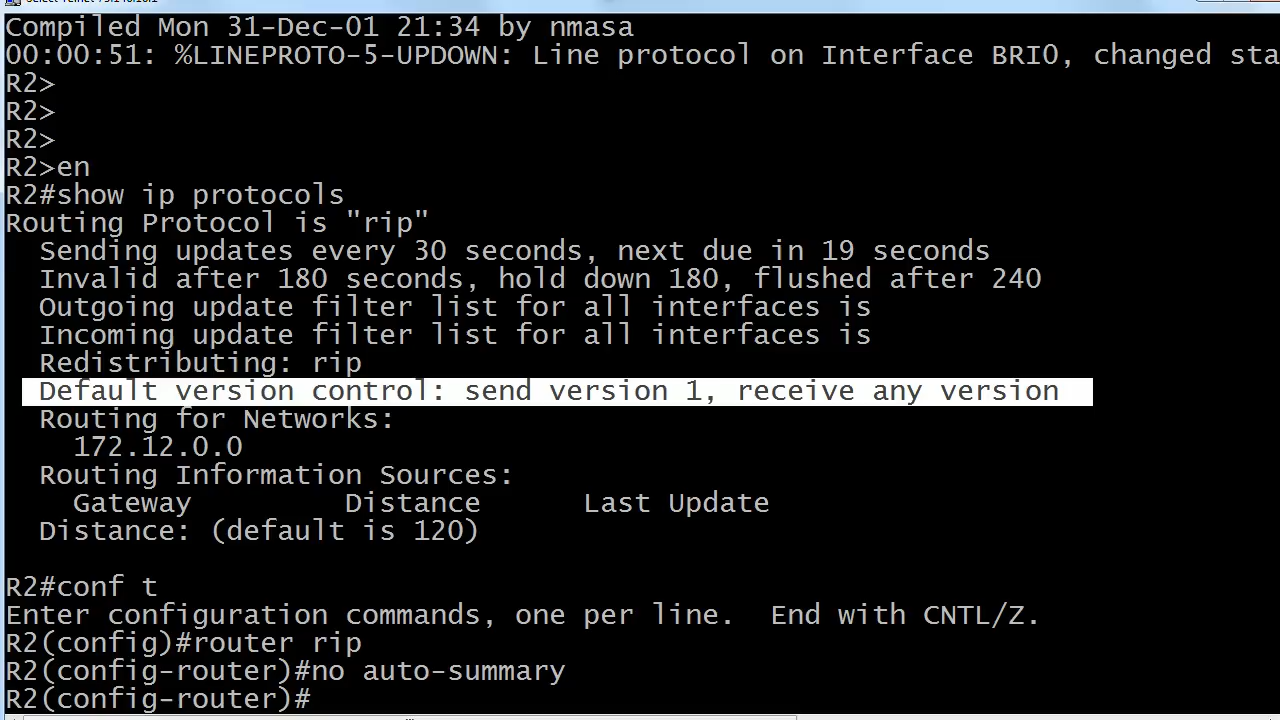 Compiled Mon 31-Dec-01 21:34 by nmasa
00:00:51: %LINEPROTO-5-UPDOWN: Line protocol on Interface BRI0, changed sta
R2>
R2>
R2>
R2>en
R2#show ip protocols
Routing Protocol is "rip"
Sending updates every 30 seconds, next due in 19 seconds
Invalid after 180 seconds, hold down 180, flushed after 240
Outgoing update filter list for all interfaces is
Incoming update filter list for all interfaces is
Redistributing: rip
Default version control: send version 1, receive any version
Routing for Networks:
172.12.0.0
Routing Information Sources:
Gateway Distance Last Update
Distance: (default is 120)
R2#conf t
Enter configuration commands, one per line. End with CNTL/Z.
R2(config)#router rip
R2(config-router)#no auto-summary
R2(config-router)#